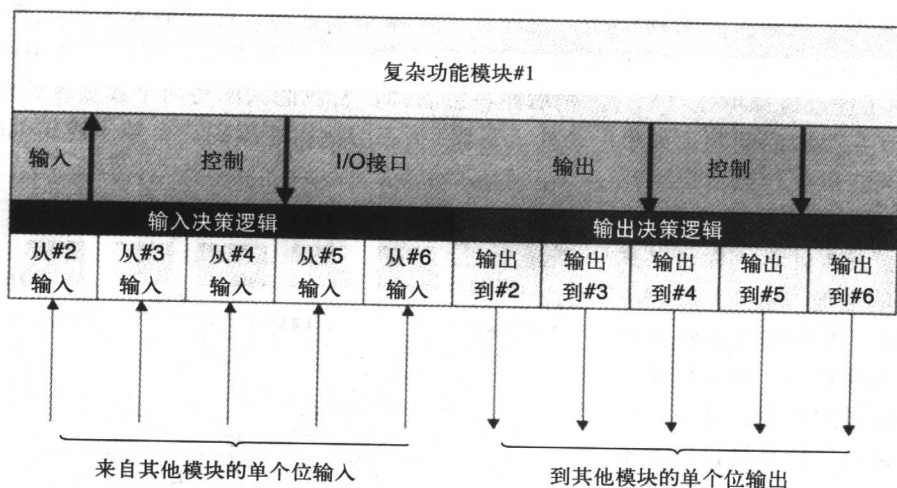 复杂功能模块#1
输入 控制 I/O接口 输出 控制
输入决策逻辑 输出决策逻辑
从#2 从#3 从#4 从#5 从#6 输出 输出 输出 输出 输出
输入 输入 输入 输入 输入 到#2 到#3 到#4 到#5 到#6
来自其他模块的单个位输入 到其他模块的单个位输出